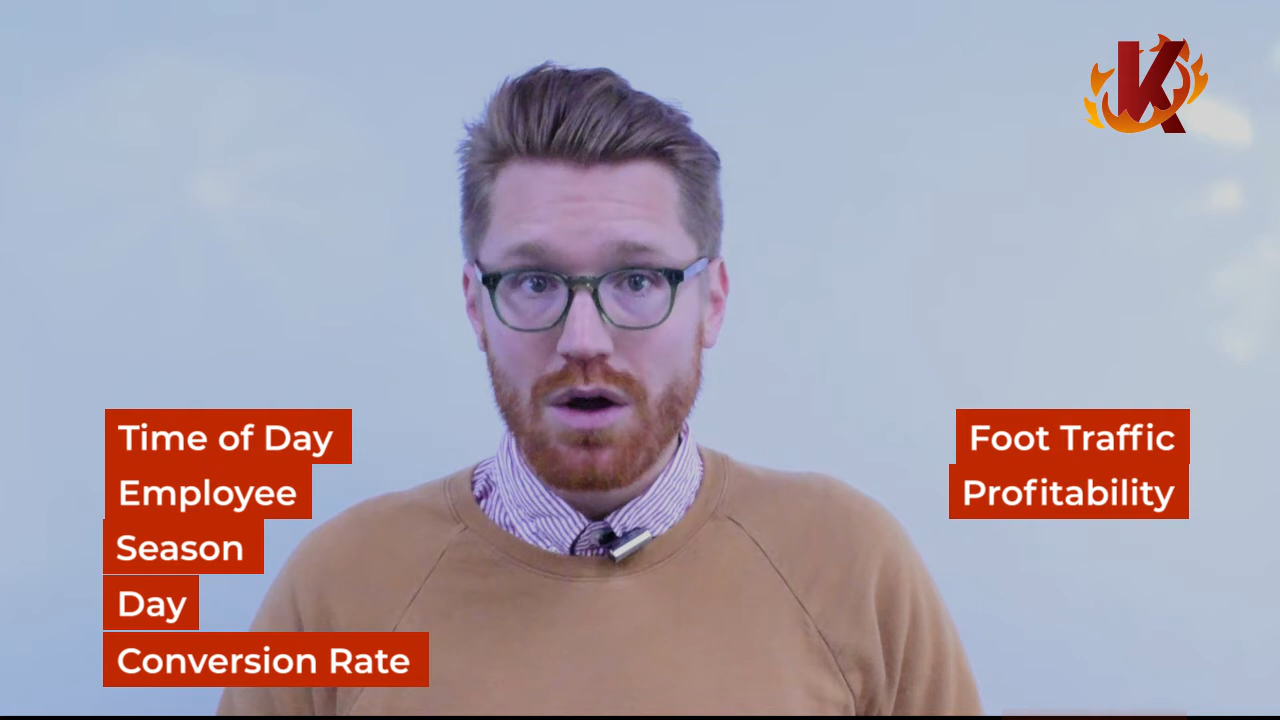 K
Time of Day
Employee
Season
Day
Conversion Rate
Foot Traffic
Profitability